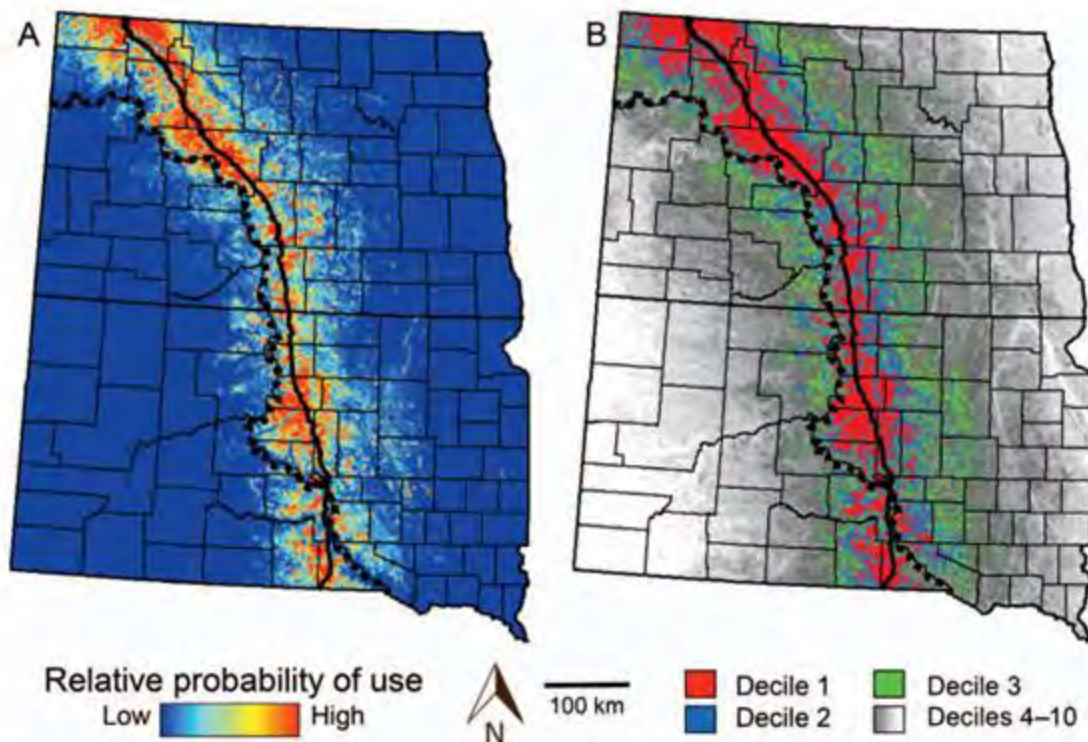 A
B
Relative probability of use
Low High
N
100 km
Decile 1
Decile 2
Decile 3
Deciles 4–10